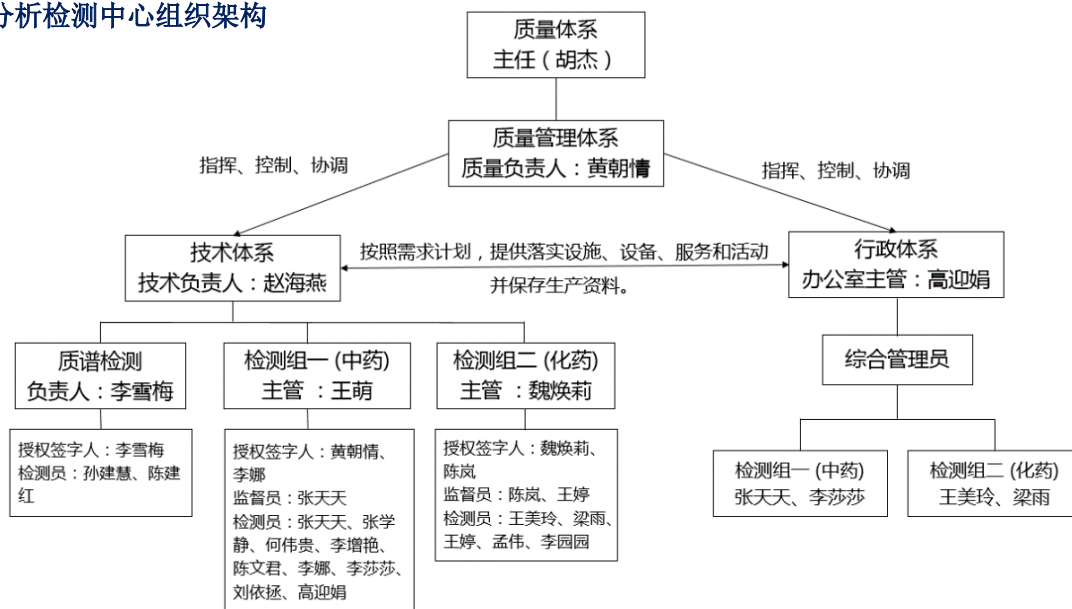 分析检测中心组织架构
质量体系
主任（胡杰）
质量管理体系
质量负责人：黄朝情
指挥、控制、协调
指挥、控制、协调
技术体系
技术负责人：赵海燕
按照需求计划，提供落实设施、设备、服务和活动
并保存生产资料。
行政体系
办公室主管：高迎娟
质谱检测
负责人：李雪梅
检测组一 (中药)
主管 ：王萌
检测组二 (化药)
主管 ：魏焕莉
综合管理员
授权签字人：李雪梅
检测员：孙建慧、陈建
红
授权签字人：黄朝情、
李娜
监督员：张天天
检测员：张天天、张学
静、何伟贵、李增艳、
陈文君、李娜、李莎莎、
刘依拯、高迎娟
授权签字人：魏焕莉、
陈岚
监督员：陈岚、王婷
检测员：王美玲、梁雨、
王婷、孟伟、李园园
检测组一 (中药)
张天天、李莎莎
检测组二 (化药)
王美玲、梁雨